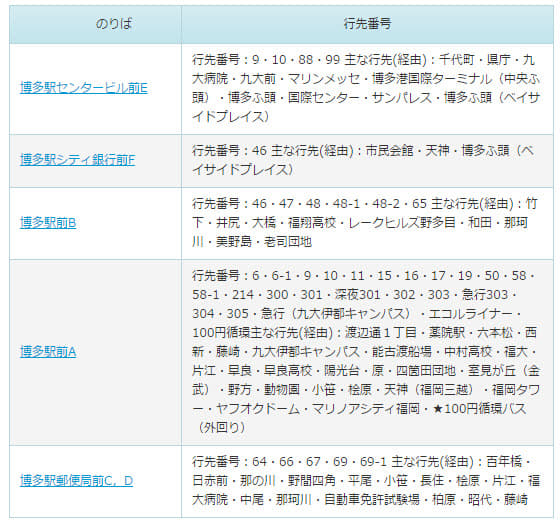 のりば 行先番号
博多駅センタービル前E
行先番号：9・10・88・99 主な行先(経由)：千代町・県庁・九
大病院・九大前・マリンメッセ・博多港国際ターミナル（中央ふ
頭）・博多ふ頭・国際センター・サンパレス・博多ふ頭（ベイサ
イドプレイス）
博多駅シティ銀行前F
行先番号：46 主な行先(経由)：市民会館・天神・博多ふ頭（ベ
イサイドプレイス）
博多駅前B
行先番号：46・47・48・48-1・48-2・65 主な行先(経由)：竹
下・井尻・大橋・福翔高校・レークヒルズ野多目・和田・那珂
川・美野島・老司団地
博多駅前A
行先番号：6・6-1・9・10・11・15・16・17・19・50・58・
58-1・214・300・301・深夜301・302・303・急行303・
304・305・急行（九大伊都キャンパス）・エコルライナー・
100円循環主な行先(経由)：渡辺通１丁目・薬院駅・六本松・西
新・藤崎・九大伊都キャンパス・能古渡船場・中村高校・福大・
片江・早良・早良高校・陽光台・原・四箇田団地・室見が丘（金
武）・野方・動物園・小笹・桧原・天神（福岡三越）・福岡タワ
ー・ヤフオクドーム・マリノアシティ福岡・★100円循環バス
（外回り）
博多駅郵便局前C，D
行先番号：64・66・67・69・69-1 主な行先(経由)：百年橋・
日赤前・那の川・野間四角・平尾・小笹・長住・桧原・片江・福
大病院・中尾・那珂川・自動車免許試験場・柏原・昭代・藤崎